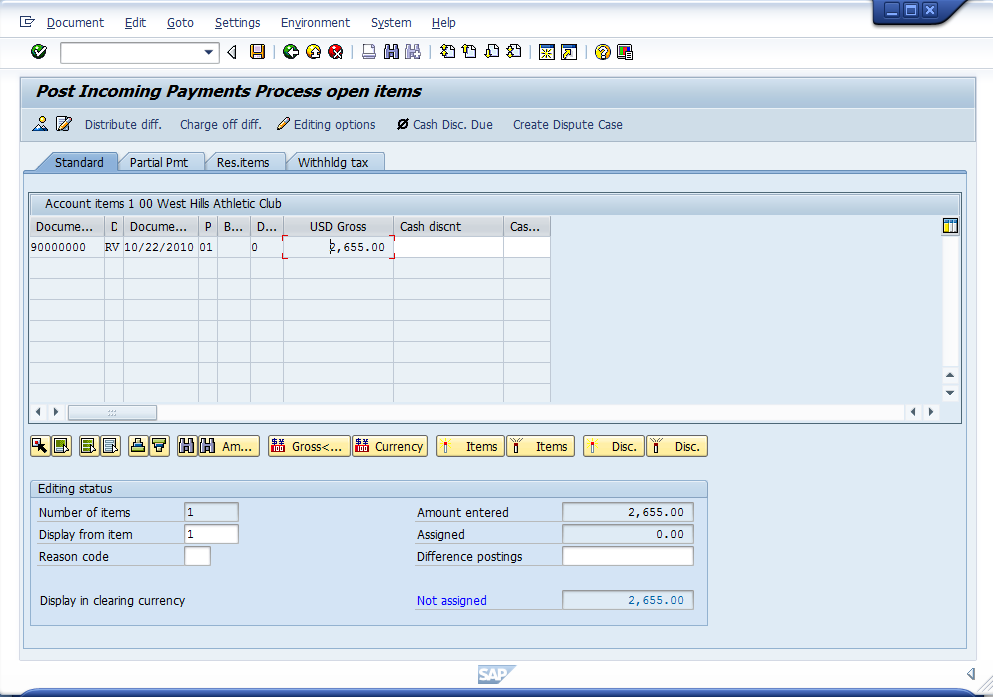 Document Edit Goto Settings Environment System Help
Post Incoming Payments Process open items
Distribute diff. Charge off diff. Editing options Cash Disc. Due Create Dispute Case
Standard Partial Pmt Res.items Withhldg tax
Account items 1 00 West Hills Athletic Club
Docume... D Docume... P B... D... USD Gross Cash discnt Cas...
90000000 RV 10/22/2010 01 0 2,655.00
Am... Gross<... Currency Items Items Disc. Disc.
Editing status
Number of items 1 Amount entered 2,655.00
Display from item 1 Assigned 0.00
Reason code Difference postings
Display in clearing currency Not assigned 2,655.00
SAP